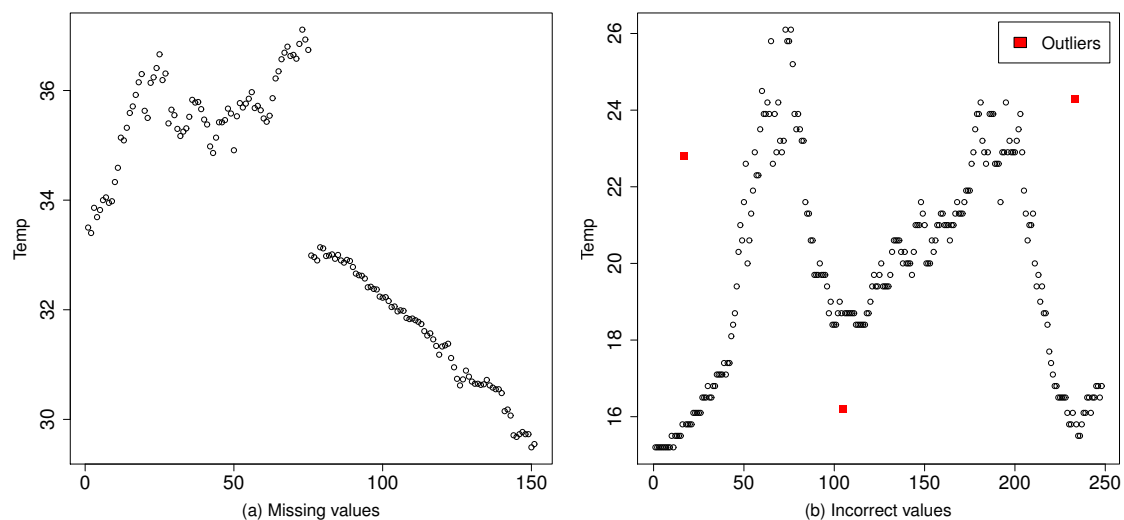 Temp
30 32 34 36
0 50 100 150
(a) Missing values
Temp
16 18 20 22 24 26
0 50 100 150 200 250
(b) Incorrect values
Outliers